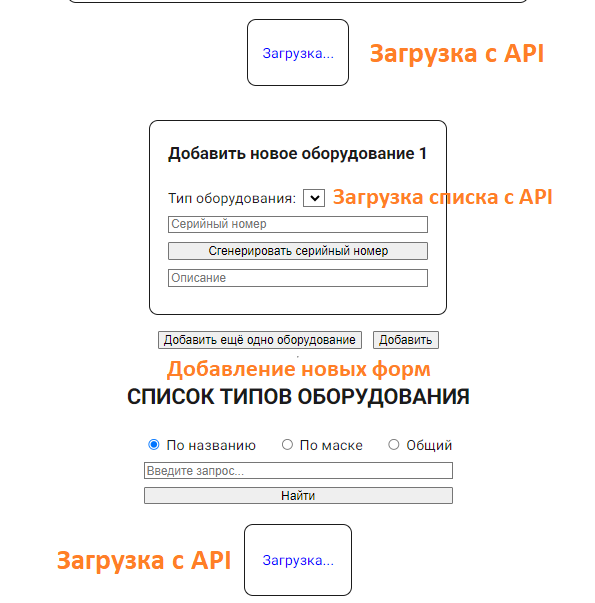 Загрузка... Загрузка с API
Добавить новое оборудование 1
Тип оборудования: Загрузка списка с API
Серийный номер
Сгенерировать серийный номер
Описание
Добавить ещё одно оборудование Добавить
Добавление новых форм
СПИСОК ТИПОВ ОБОРУДОВАНИЯ
По названию По маске Общий
Введите запрос...
Найти
Загрузка с API Загрузка...